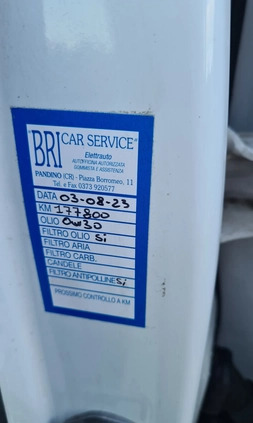 BRI CAR SERVICE
Elettrauto
AUTOFFICINA AUTORIZZATA
GOMMISTA E ASSISTENZA
PANDINO (CR) - Piazza Borromeo, 11
Tel. e Fax 0373 920577
DATA 03-08-23
KM 177800
OLIO 0W30
FILTRO OLIO Si
FILTRO ARIA
FILTRO CARB.
CANDELE
FILTRO ANTIPOLLINE Si
PROSSIMO CONTROLLO A KM